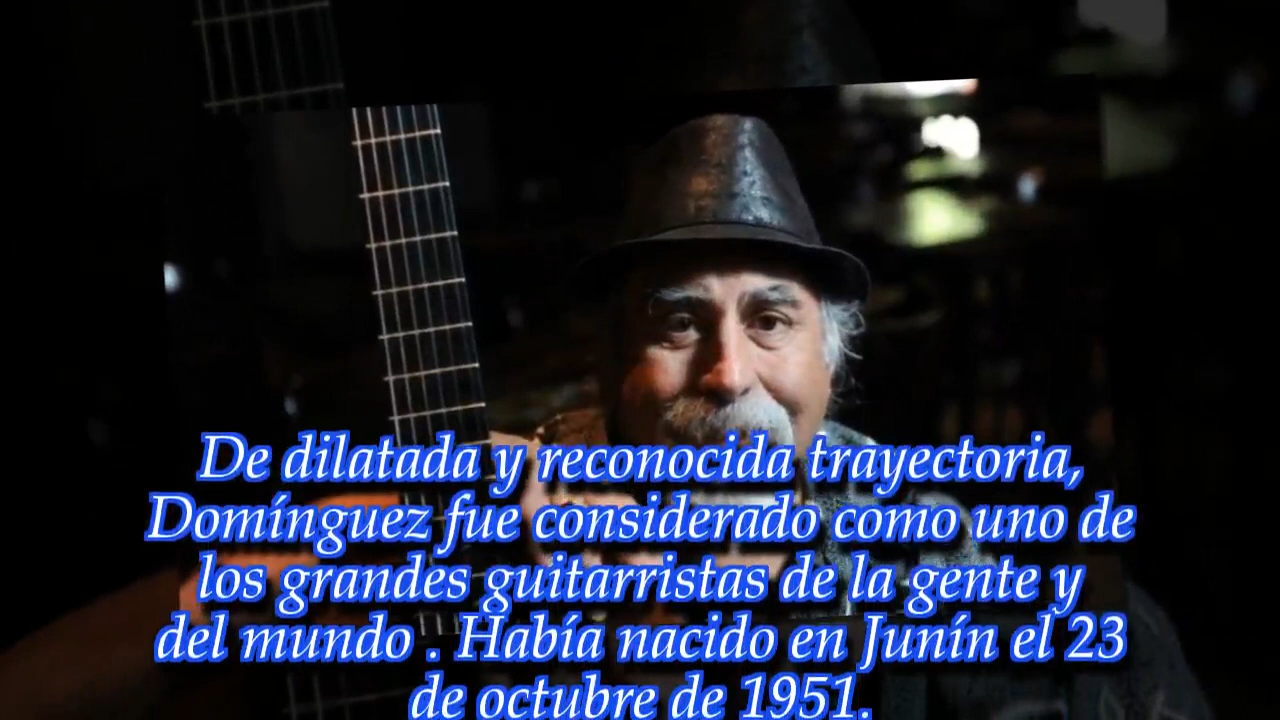 De dilatada y reconocida trayectoria,
Domínguez fue considerado como uno de
los grandes guitarristas de la gente y
del mundo . Había nacido en Junín el 23
de octubre de 1951.